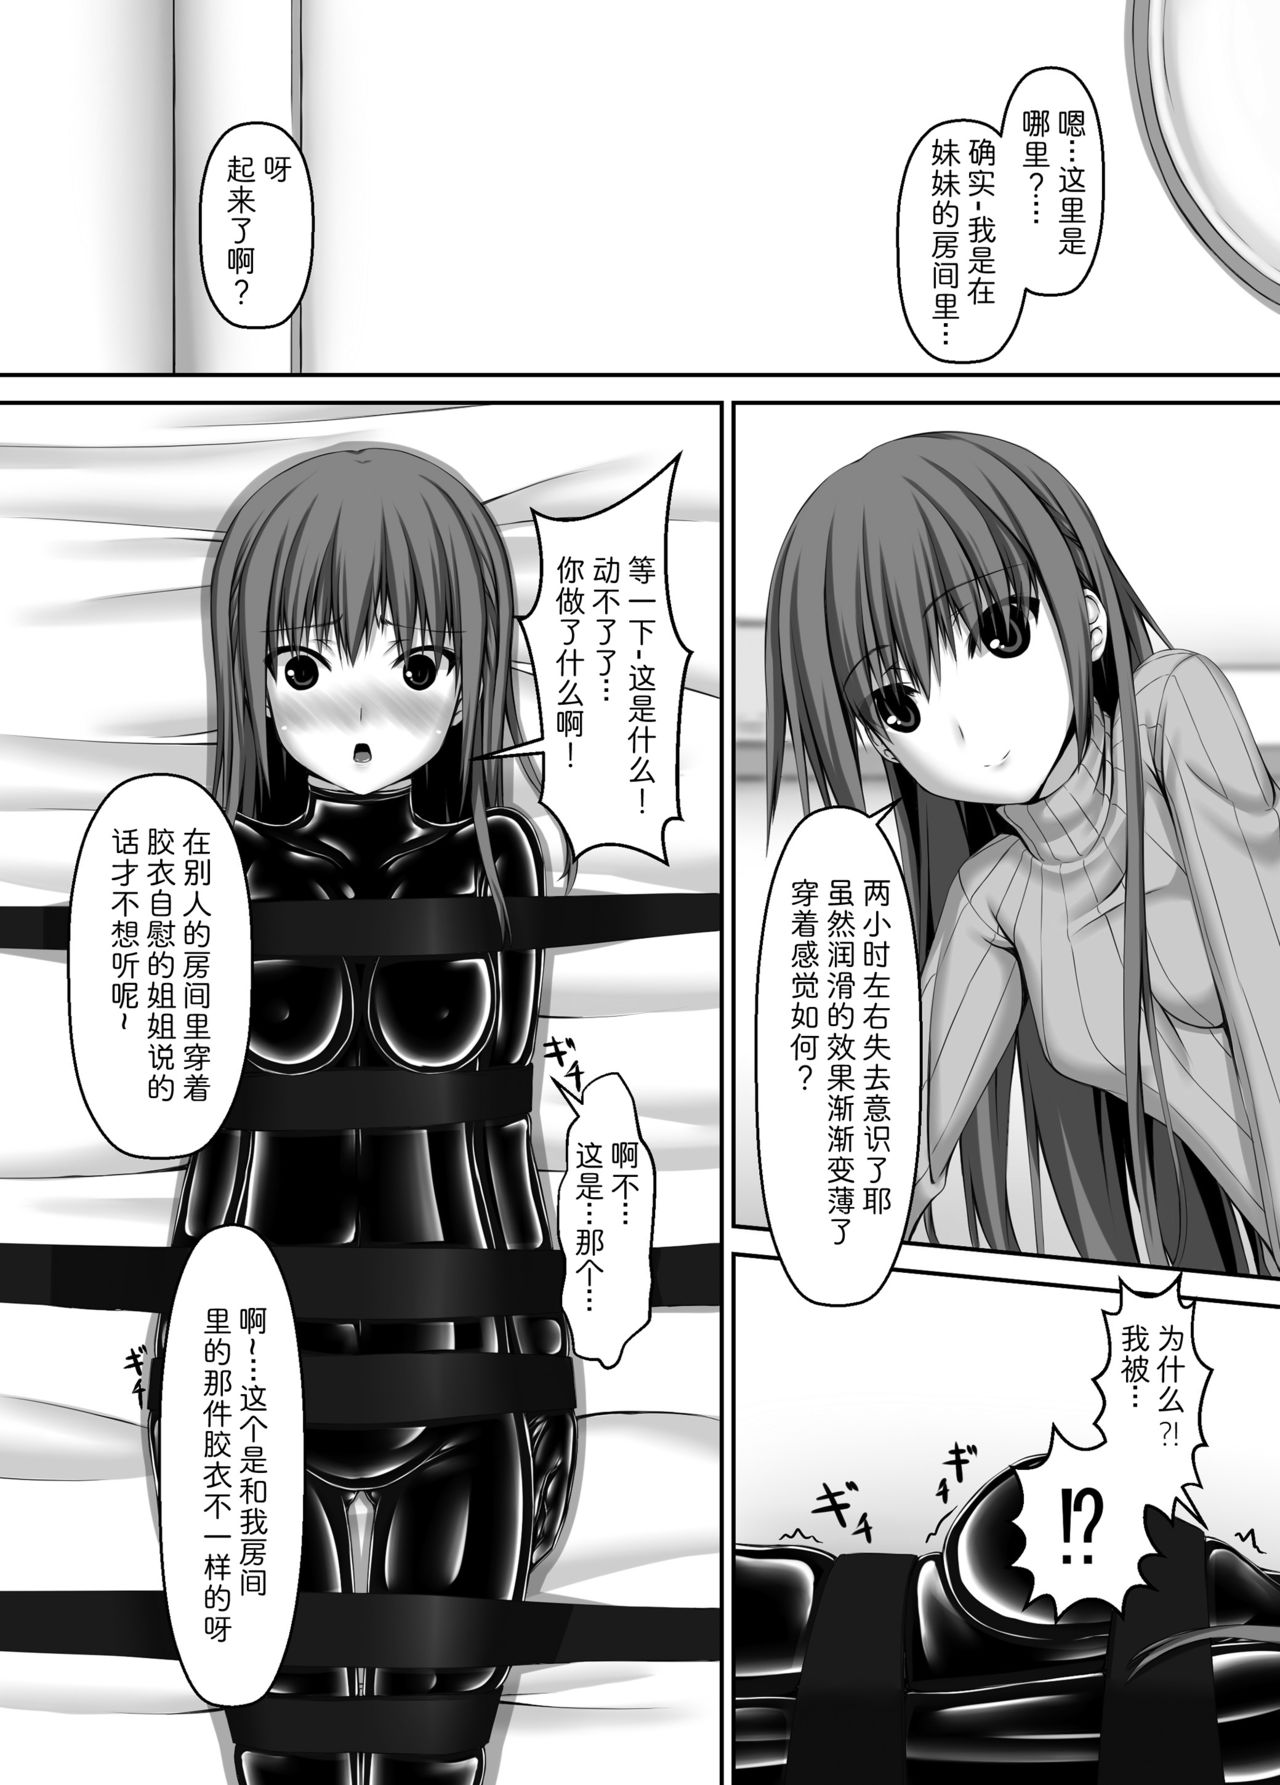 嗯…这里是
哪里？……
确实-我是在
妹妹的房间里…
呀
起来了啊？
两小时左右失去意识了耶
虽然润滑的效果渐渐变薄了
穿着感觉如何？
为什么?!
我被…
!?
ギ
チ
ギ
チ
等一下-这是什么！
动不了了…
你做了什么啊！
在别人的房间里穿着
胶衣自慰的姐姐说的
话才不想听呢~
ギ
チ
啊不…
这是…那个…
啊~…这个是和我房间
里的那件胶衣不一样的呀
ギ
チ